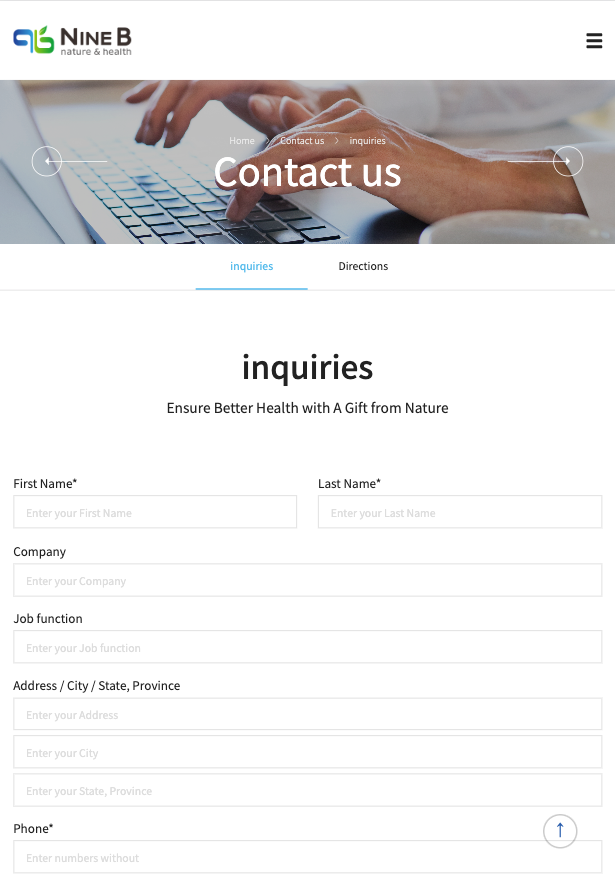 NINE B
nature & health
Home > Contact us > inquiries
Contact us
inquiries Directions
inquiries
Ensure Better Health with A Gift from Nature
First Name* Last Name*
Enter your First Name Enter your Last Name
Company
Enter your Company
Job function
Enter your Job function
Address / City / State, Province
Enter your Address
Enter your City
Enter your State, Province
Phone*
Enter numbers without